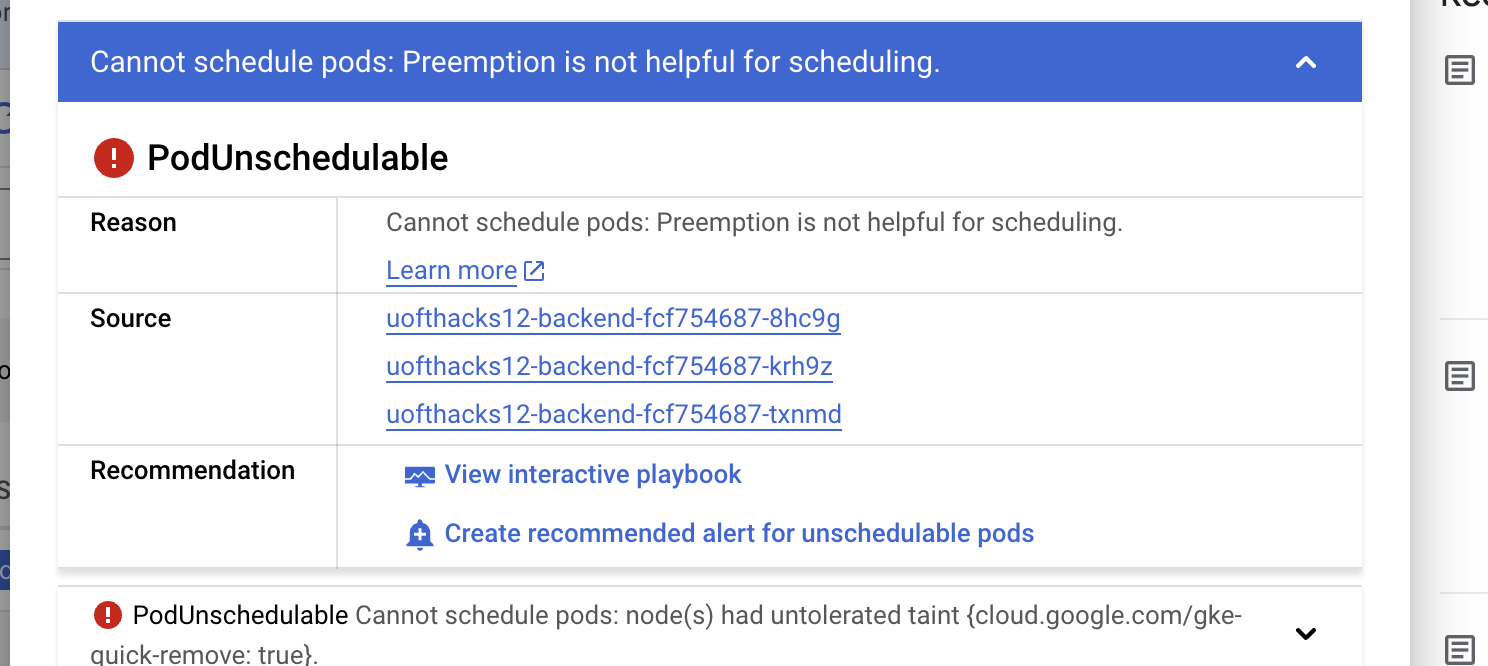 Cannot schedule pods: Preemption is not helpful for scheduling.
PodUnschedulable
Reason
Cannot schedule pods: Preemption is not helpful for scheduling.
Learn more
Source
uofthacks12-backend-fcf754687-8hc9g
uofthacks12-backend-fcf754687-krh9z
uofthacks12-backend-fcf754687-txnmd
Recommendation
View interactive playbook
Create recommended alert for unschedulable pods
PodUnschedulable Cannot schedule pods: node(s) had untolerated taint {cloud.google.com/gke-
quick-remove: true}.